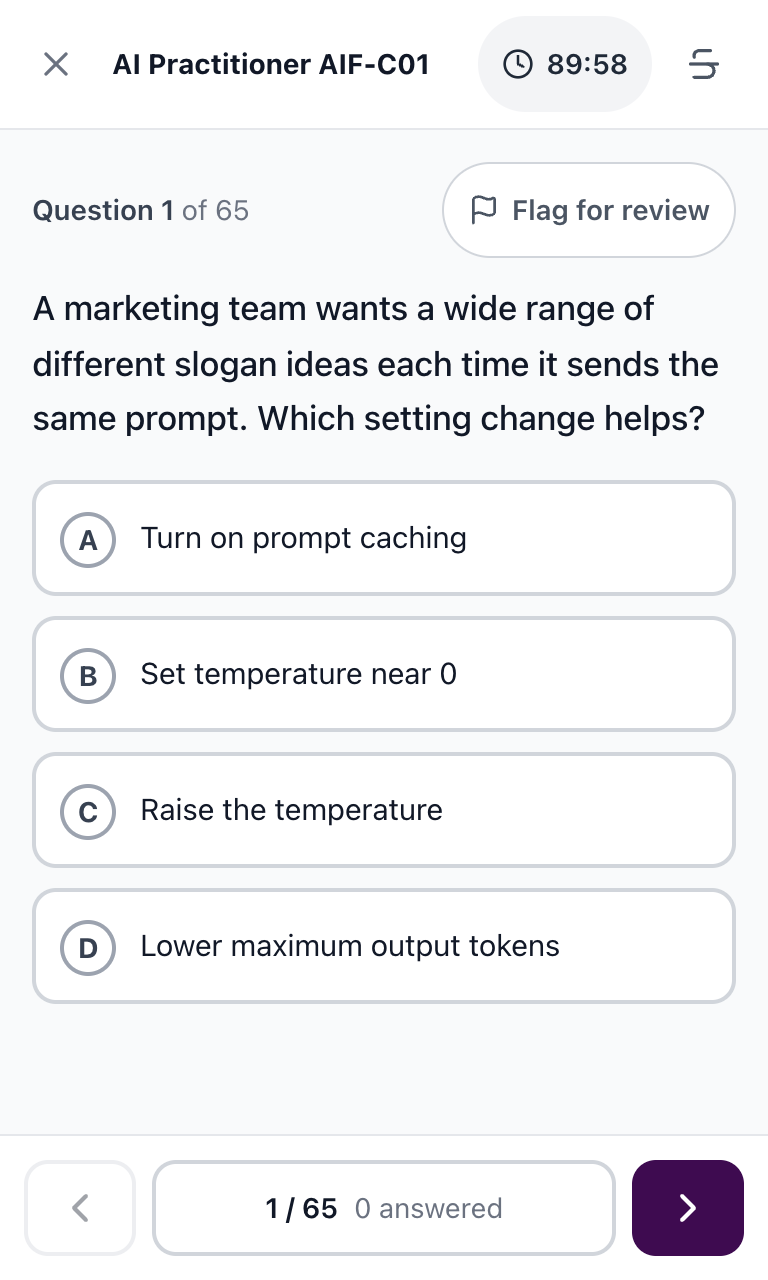 AI Practitioner AIF-C01
89:58
Question 1 of 65
Flag for review
A marketing team wants a wide range of
different slogan ideas each time it sends the
same prompt. Which setting change helps?
A Turn on prompt caching
B Set temperature near 0
C Raise the temperature
D Lower maximum output tokens
1 / 65 0 answered